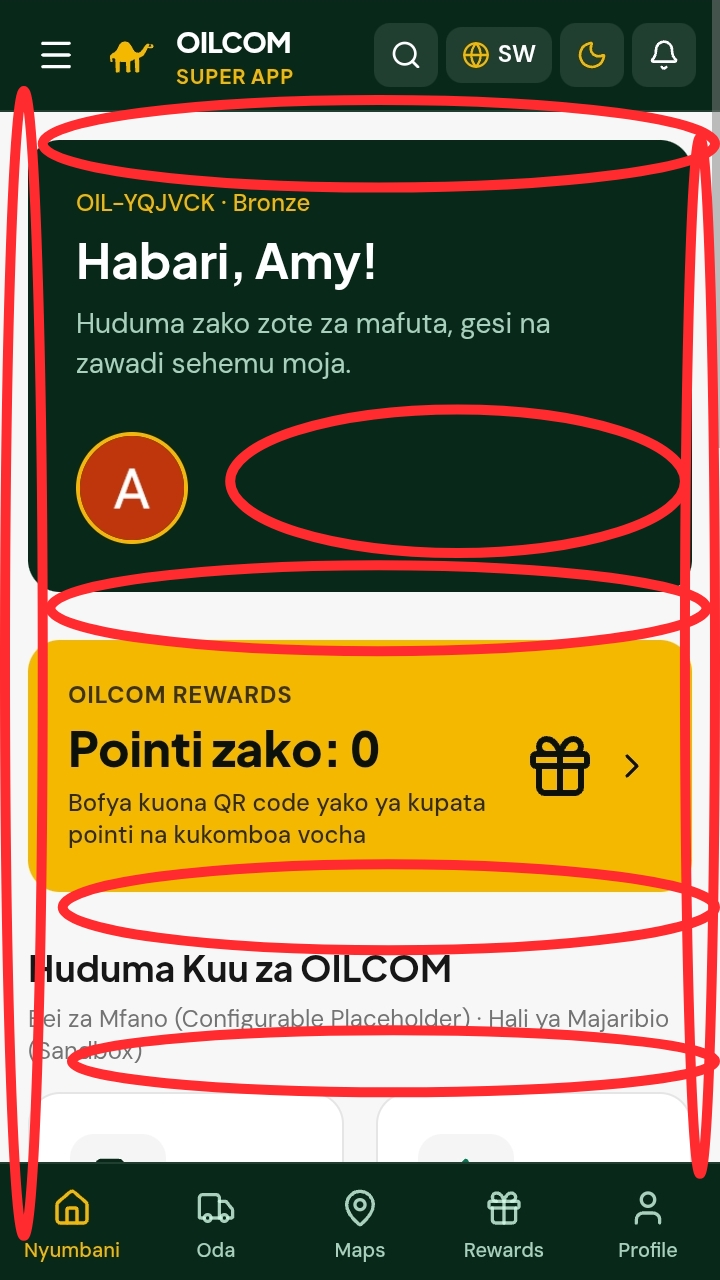 OILCOM
SUPER APP
SW
OIL-YQJVCK · Bronze
Habari, Amy!
Huduma zako zote za mafuta, gesi na
zawadi sehemu moja.
A
OILCOM REWARDS
Pointi zako: 0
Bofya kuona QR code yako ya kupata
pointi na kukomboa vocha
Huduma Kuu za OILCOM
Bei za Mfano (Configurable Placeholder) · Hali ya Majaribio
(Sandbox)
Nyumbani
Oda
Maps
Rewards
Profile